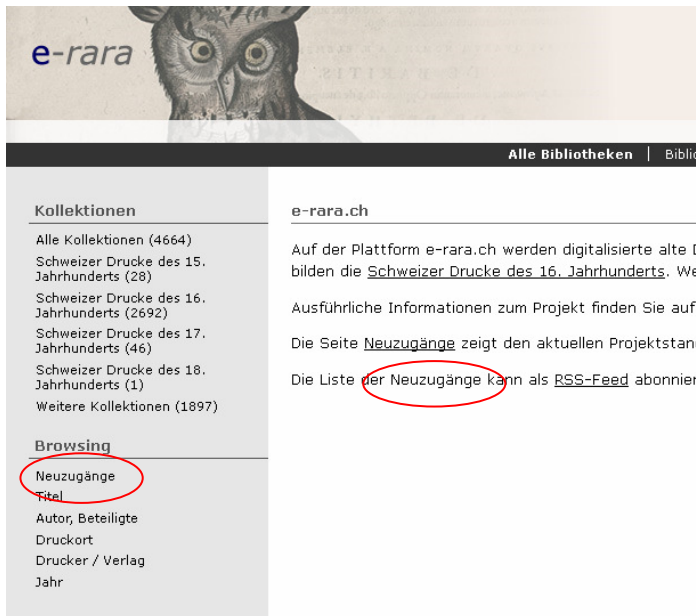 e-rara
DE RARITIS.
Alle Bibliotheken | 
Kollektionen
Alle Kollektionen (4664)
Schweizer Drucke des 15.
Jahrhunderts (28)
Schweizer Drucke des 16.
Jahrhunderts (2692)
Schweizer Drucke des 17.
Jahrhunderts (46)
Schweizer Drucke des 18.
Jahrhunderts (1)
Weitere Kollektionen (1897)
Browsing
Neuzugänge
Titel
Autor, Beteiligte
Druckort
Drucker / Verlag
Jahr
e-rara.ch
Auf der Plattform e-rara.ch werden digitalisierte alte
bilden die Schweizer Drucke des 16. Jahrhunderts. We
Ausführliche Informationen zum Projekt finden Sie auf
Die Seite Neuzugänge zeigt den aktuellen Projektstan
Die Liste der Neuzugänge kann als RSS-Feed abonnier